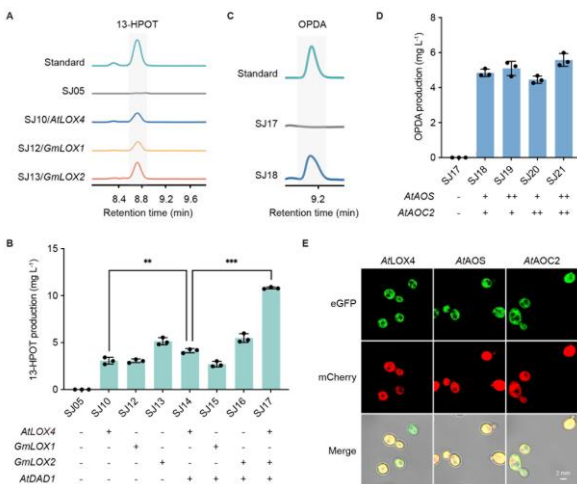 A
13-HPOT
Standard
SJ05
SJ10/AtLOX4
SJ12/GmLOX1
SJ13/GmLOX2
8.4 8.8 9.2 9.6
Retention time (min)
C
OPDA
Standard
SJ17
SJ18
9.2
Retention time (min)
D
OPDA production (mg L-1)
8
6
4
2
0
SJ17 SJ18 SJ19 SJ20 SJ21
AtAOS - + ++ + ++
AtAOC2 - + + ++ ++
B
13-HPOT production (mg L-1)
15
10
5
0
** ***
SJ05 SJ10 SJ12 SJ13 SJ14 SJ15 SJ16 SJ17
AtLOX4 - + - - + - - +
GmLOX1 - - + - - + - -
GmLOX2 - - - + - - + +
AtDAD1 - - - - + + + +
E
AtLOX4 AtAOS AtAOC2
eGFP
mCherry
Merge
2 mm